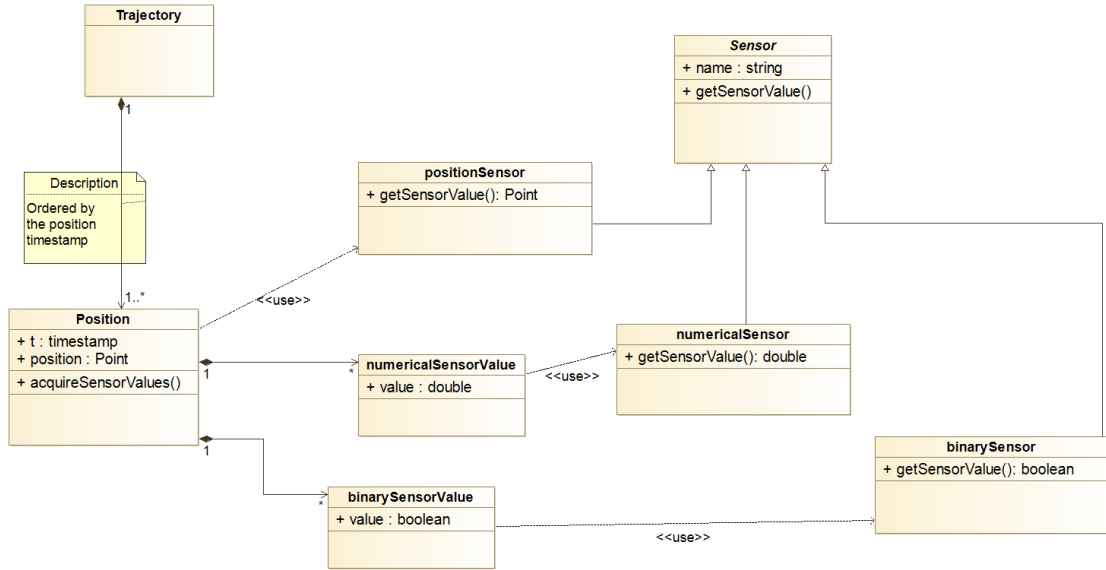 Trajectory
1
Description
Ordered by
the position
timestamp
1..*
Position
+ t : timestamp
+ position : Point
+ acquireSensorValues()
1
1
<<use>>
positionSensor
+ getSensorValue(): Point
Sensor
+ name : string
+ getSensorValue()
*
numericalSensorValue
+ value : double
<<use>>
numericalSensor
+ getSensorValue(): double
*
binarySensorValue
+ value : boolean
<<use>>
binarySensor
+ getSensorValue(): boolean